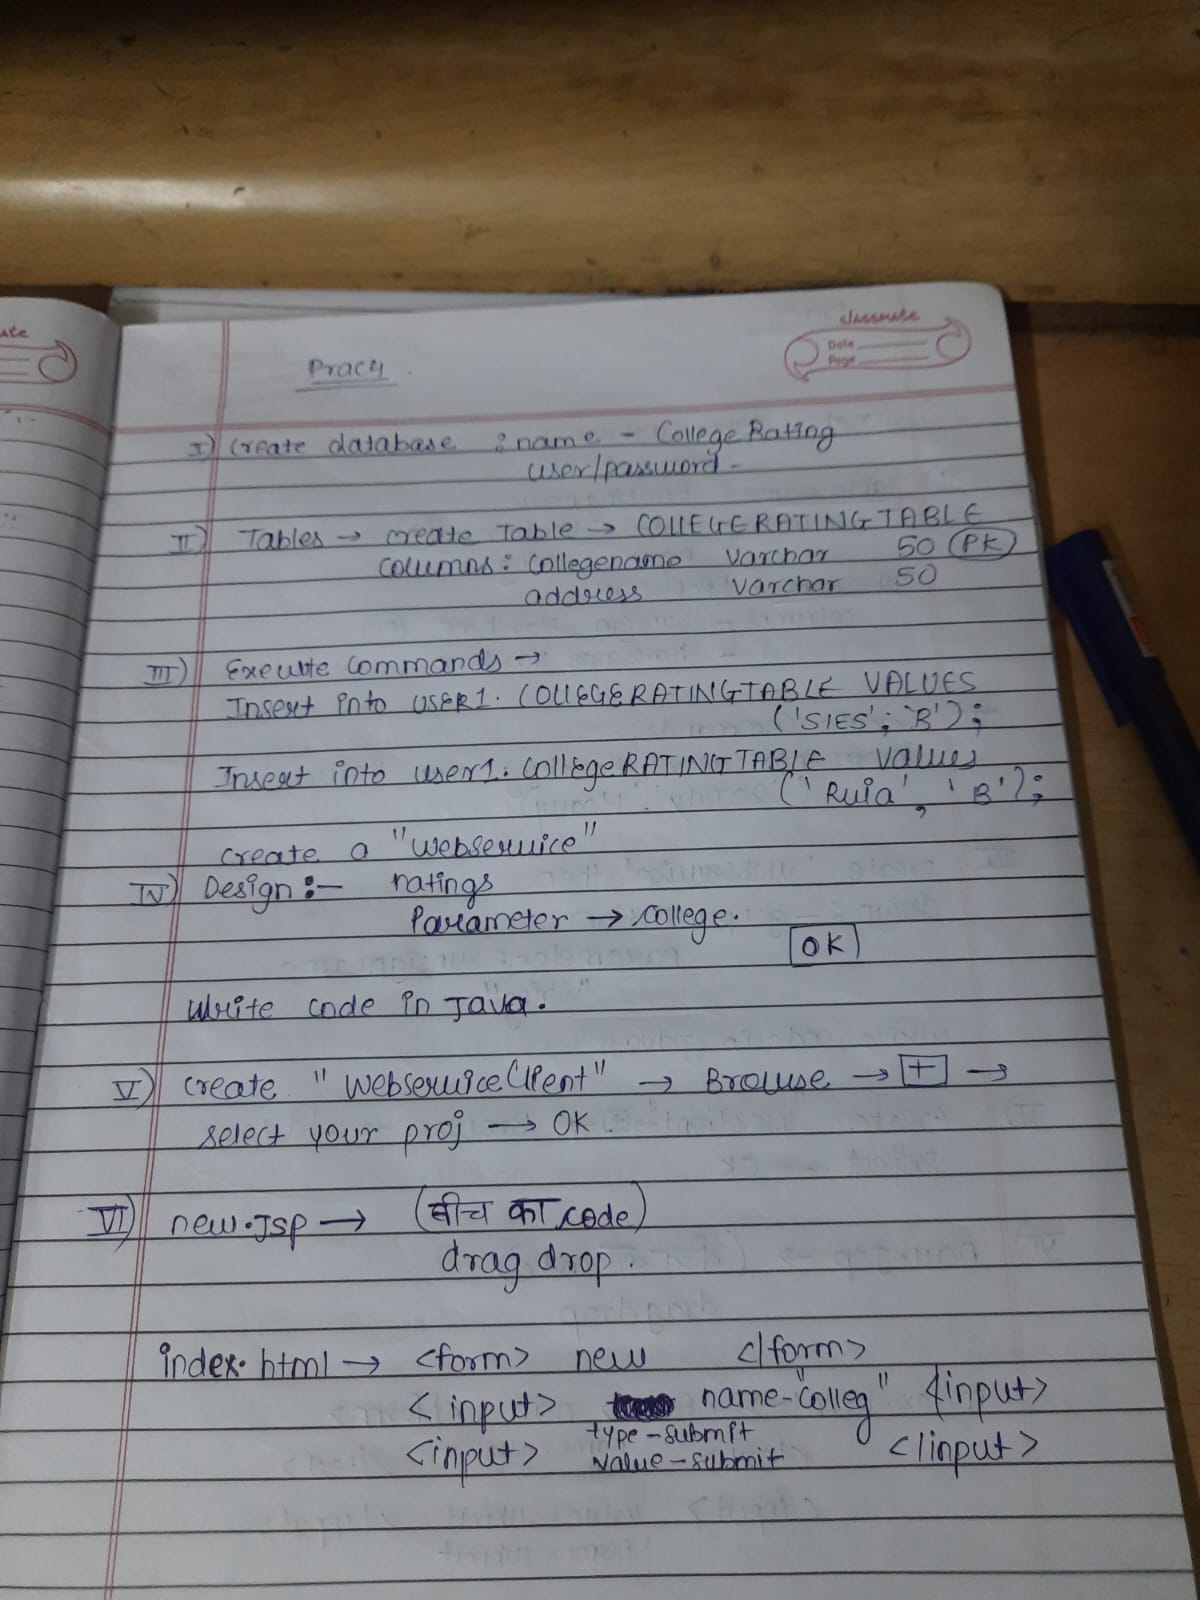 ate
classmate
Date
Page
Prac4.
I) Create database : name - CollegeRating
user/password -
II) Tables → create Table → COLLEGERATINGTABLE
columns : Collegename varchar 50 (PK)
address varchar 50
III) Execute Commands →
Insert into USER1. COLLEGERATINGTABLE VALUES
('SIES'; 'B');
Insert into user1. CollegeRATINGTABLE values
('Ruia', 'B');
create a "webservice"
IV) Design :- ratings
Parameter → college.
OK
Write code in Java.
V) Create "WebserviceClient" → Browse → + →
select your proj → OK.
VI) new.jsp → (बीच का code)
drag drop.
index.html → <form> new </form>
<input> name-"colleg" </input>
type-submit
<input> value-submit </input>